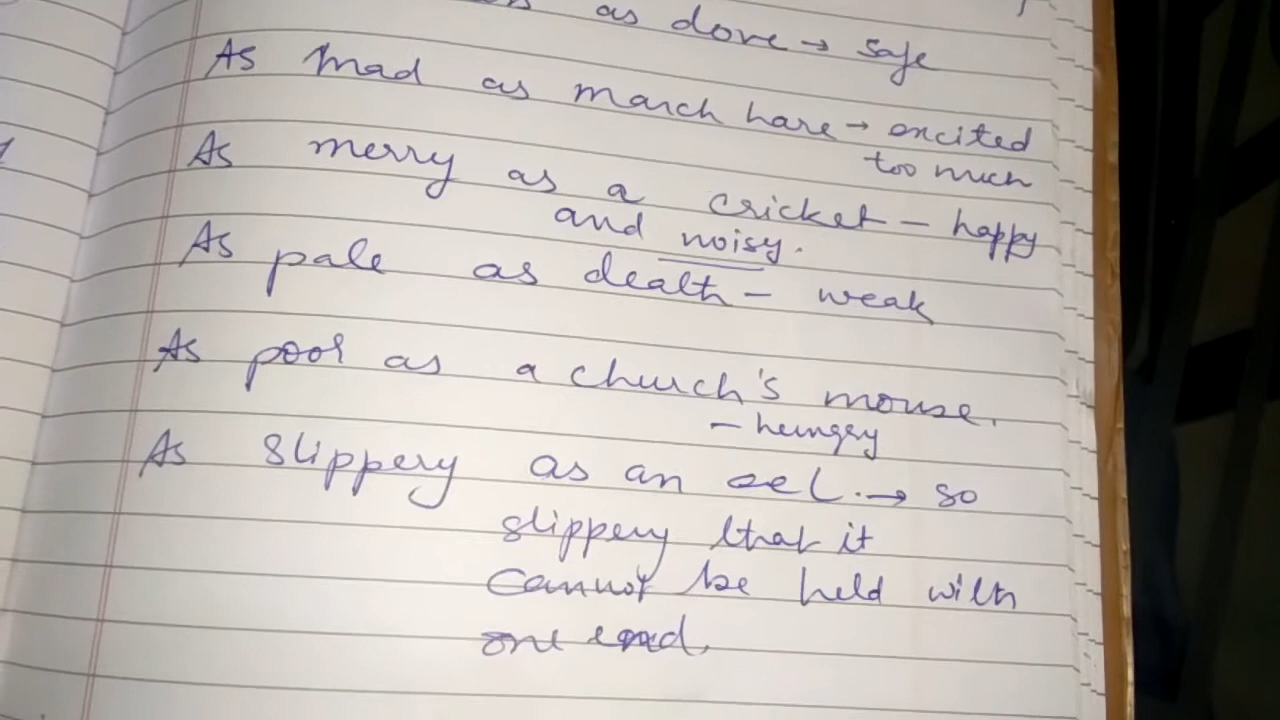 as dove → safe
As mad as march hare → encited
too much
As merry as a cricket – happy
and noisy.
As pale as death – weak
As poor as a church's mouse.
– hungry
As slippery as an eel. → so
slippery that it
cannot be held with
one end.